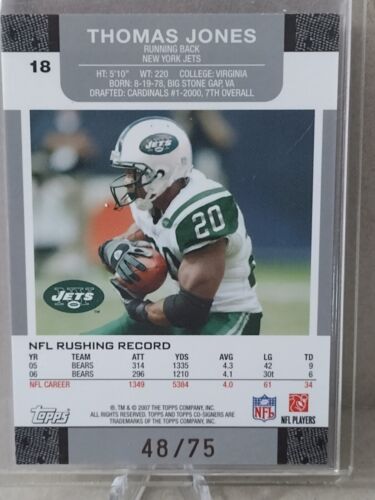 THOMAS JONES
18
RUNNING BACK
NEW YORK JETS
HT: 5'10" WT: 220 COLLEGE: VIRGINIA
BORN: 8-19-78, BIG STONE GAP, VA
DRAFTED: CARDINALS #1-2000, 7TH OVERALL
JETS
20
JETS
TM
NFL RUSHING RECORD
YR TEAM ATT YDS AVG LG TD
05 BEARS 314 1335 4.3 42 9
06 BEARS 296 1210 4.1 30t 6
NFL CAREER 1349 5384 4.0 61 34
Topps
® TM & © 2007 THE TOPPS COMPANY, INC.
ALL RIGHTS RESERVED. TOPPS AND TOPPS CO-SIGNERS ARE
TRADEMARKS OF THE TOPPS COMPANY, INC.
NFL
NFL PLAYERS
48/75